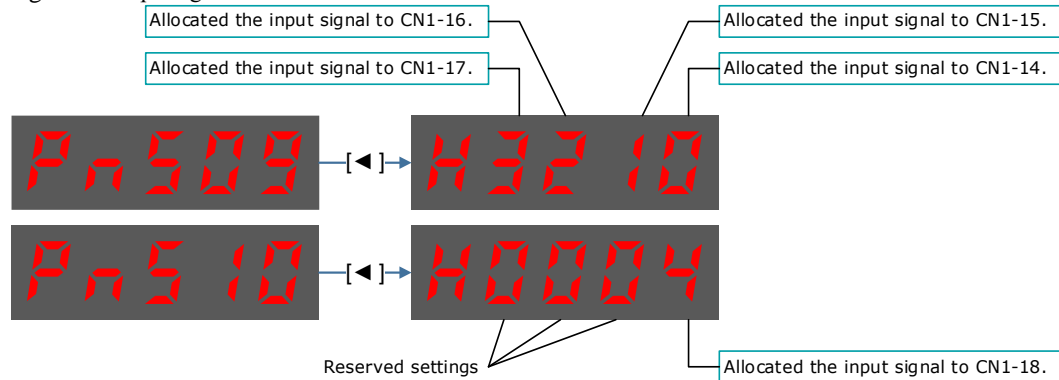 Allocated the input signal to CN1-16.
Allocated the input signal to CN1-15.
Allocated the input signal to CN1-17.
Allocated the input signal to CN1-14.
Pn509
[◄]
H3210
Pn510
[◄]
H0004
Reserved settings
Allocated the input signal to CN1-18.